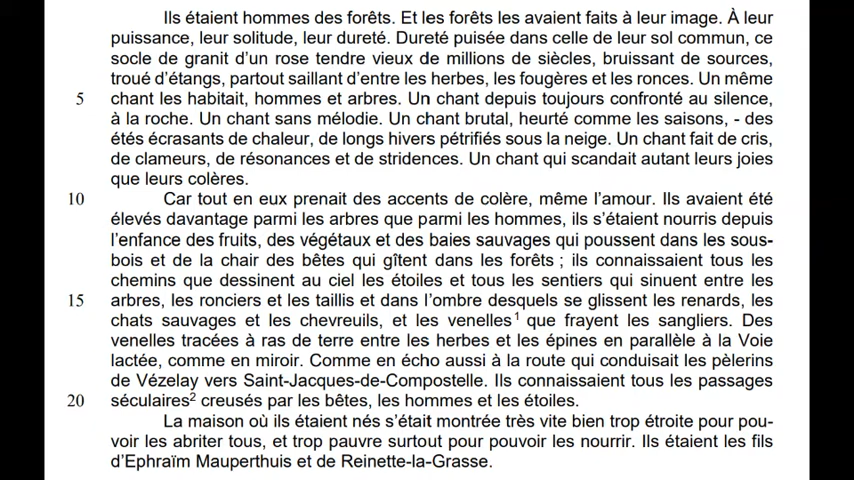 Ils étaient hommes des forêts. Et les forêts les avaient faits à leur image. À leur
puissance, leur solitude, leur dureté. Dureté puisée dans celle de leur sol commun, ce
socle de granit d'un rose tendre vieux de millions de siècles, bruissant de sources,
troué d'étangs, partout saillant d'entre les herbes, les fougères et les ronces. Un même
5 chant les habitait, hommes et arbres. Un chant depuis toujours confronté au silence,
à la roche. Un chant sans mélodie. Un chant brutal, heurté comme les saisons, - des
étés écrasants de chaleur, de longs hivers pétrifiés sous la neige. Un chant fait de cris,
de clameurs, de résonances et de stridences. Un chant qui scandait autant leurs joies
que leurs colères.
10 Car tout en eux prenait des accents de colère, même l'amour. Ils avaient été
élevés davantage parmi les arbres que parmi les hommes, ils s'étaient nourris depuis
l'enfance des fruits, des végétaux et des baies sauvages qui poussent dans les sous-
bois et de la chair des bêtes qui gîtent dans les forêts ; ils connaissaient tous les
chemins que dessinent au ciel les étoiles et tous les sentiers qui sinuent entre les
15 arbres, les ronciers et les taillis et dans l'ombre desquels se glissent les renards, les
chats sauvages et les chevreuils, et les venelles¹ que frayent les sangliers. Des
venelles tracées à ras de terre entre les herbes et les épines en parallèle à la Voie
lactée, comme en miroir. Comme en écho aussi à la route qui conduisait les pèlerins
de Vézelay vers Saint-Jacques-de-Compostelle. Ils connaissaient tous les passages
20 séculaires² creusés par les bêtes, les hommes et les étoiles.
La maison où ils étaient nés s'était montrée très vite bien trop étroite pour pou-
voir les abriter tous, et trop pauvre surtout pour pouvoir les nourrir. Ils étaient les fils
d'Ephraïm Mauperthuis et de Reinette-la-Grasse.